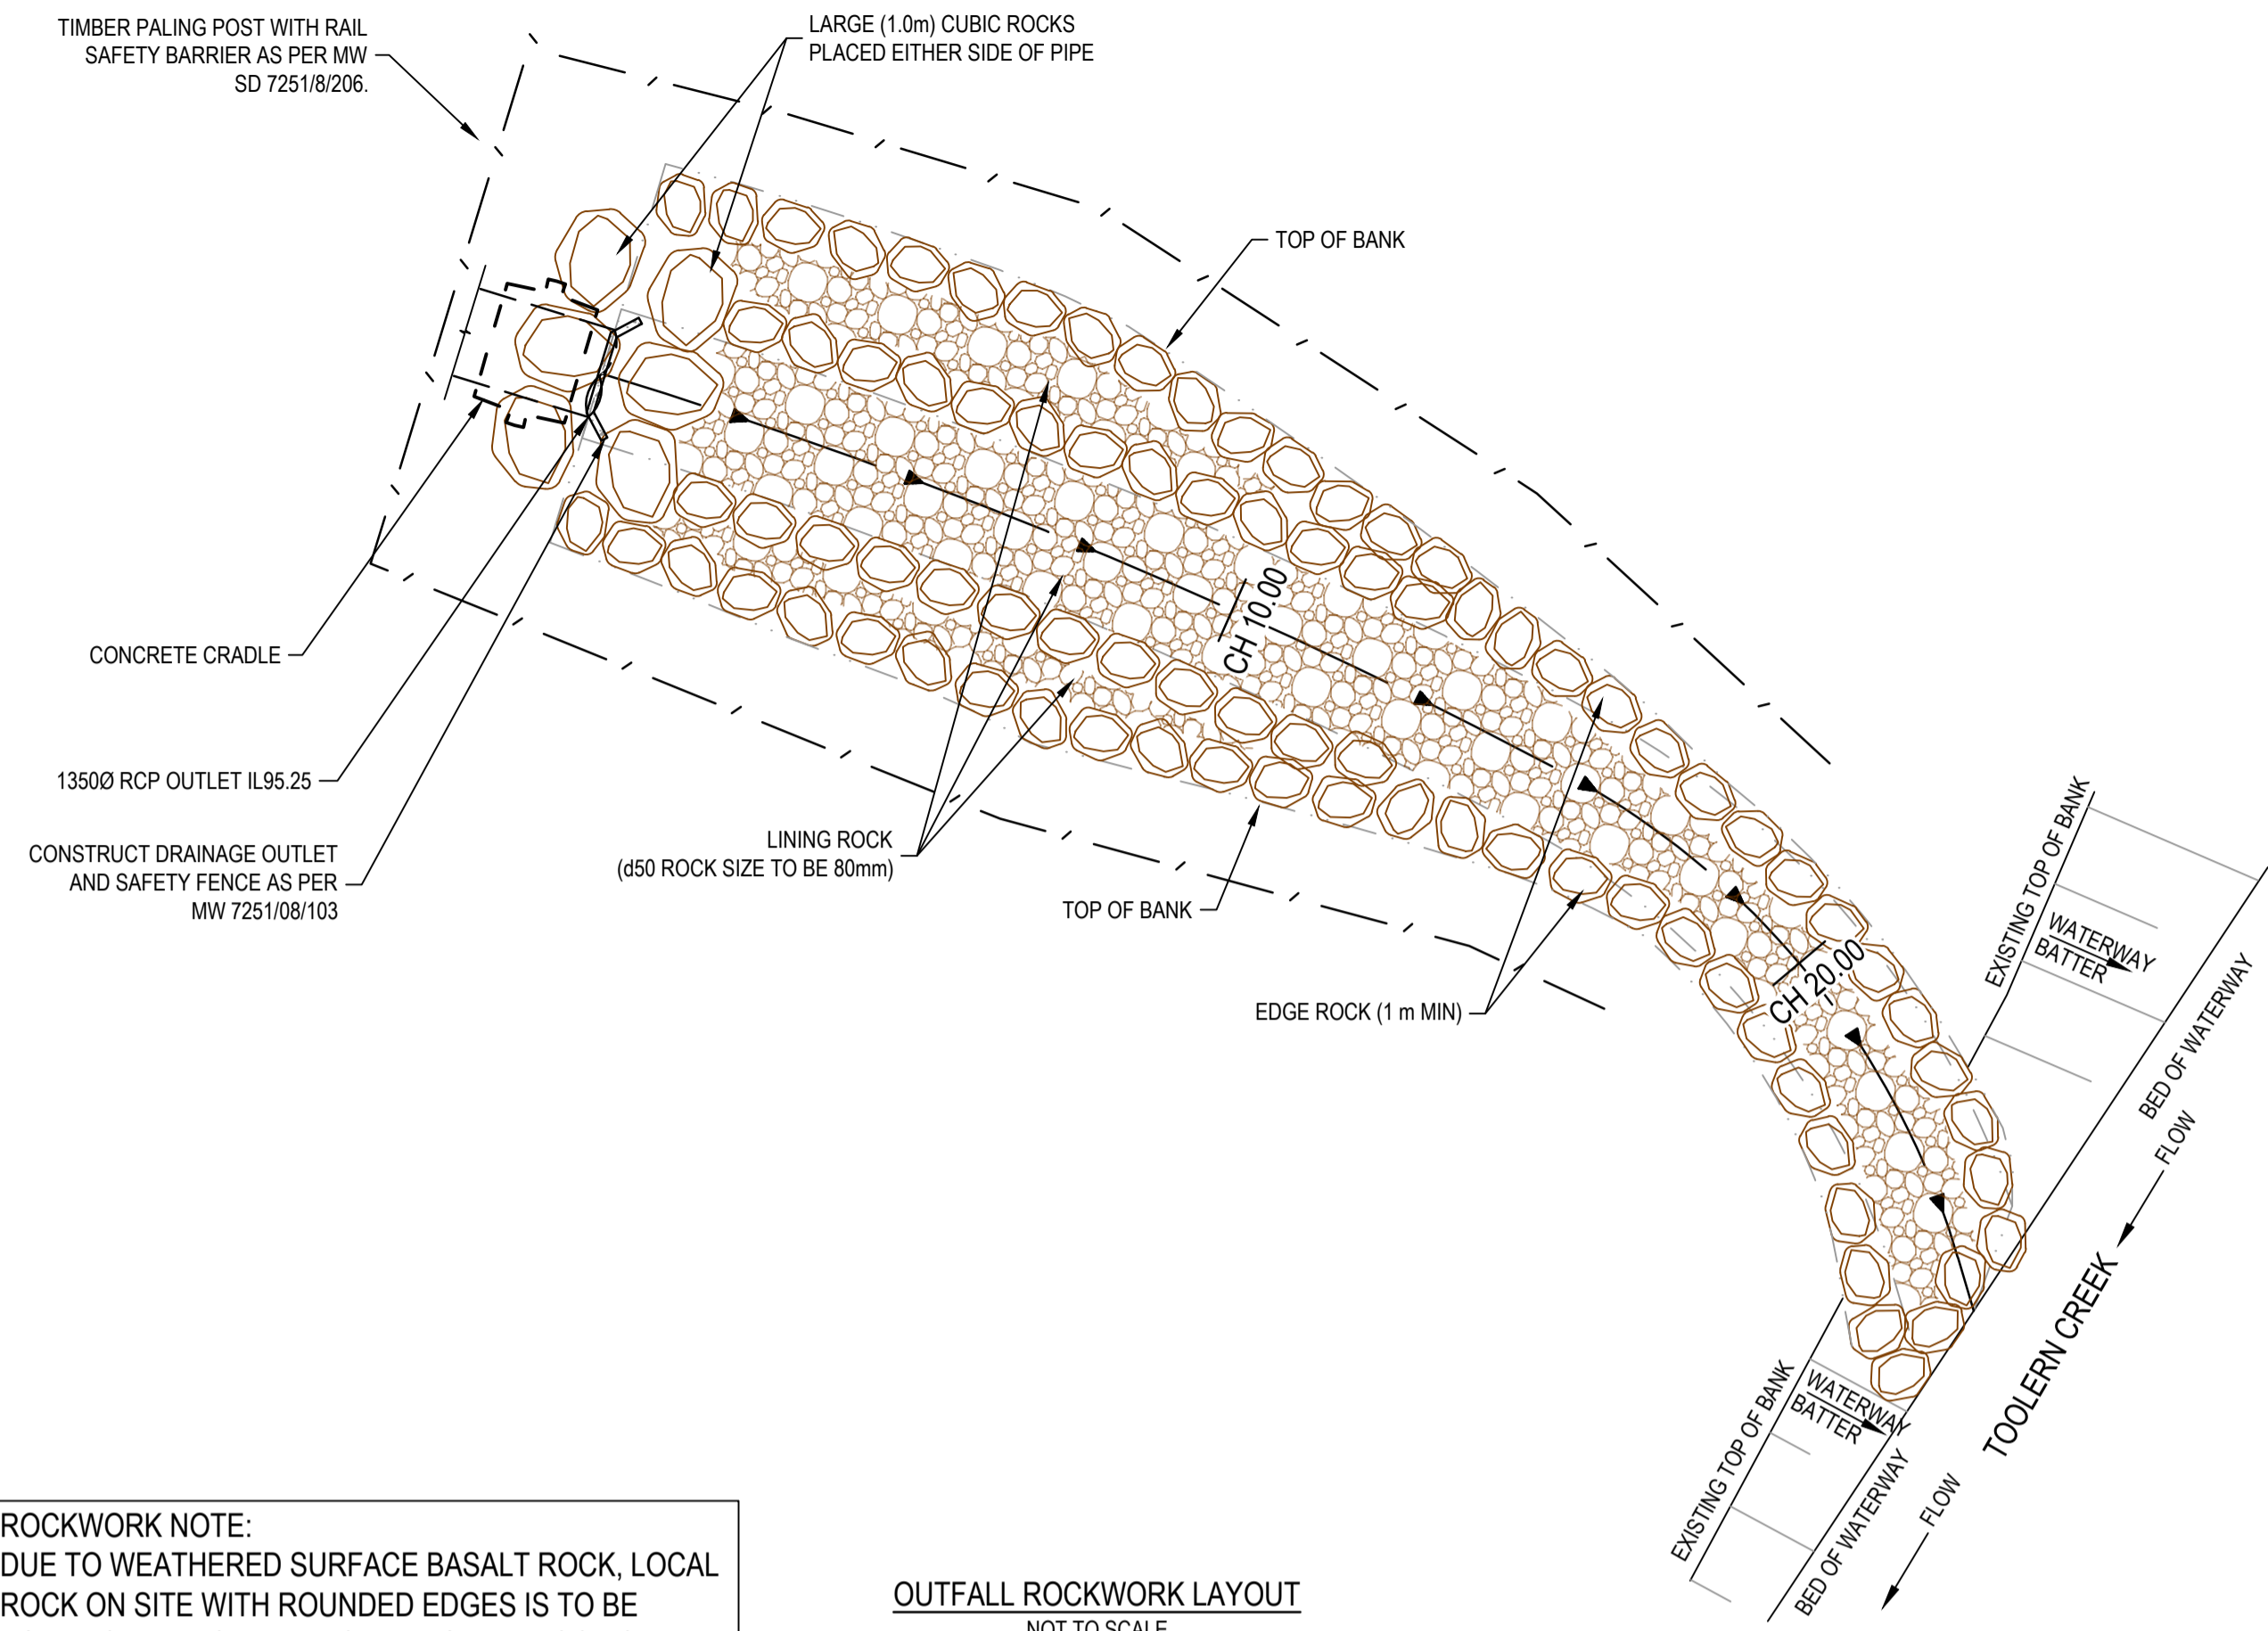 TIMBER PALING POST WITH RAIL
SAFETY BARRIER AS PER MW
SD 7251/8/206.
LARGE (1.0m) CUBIC ROCKS
PLACED EITHER SIDE OF PIPE
TOP OF BANK
CONCRETE CRADLE
1350Ø RCP OUTLET IL95.25
CONSTRUCT DRAINAGE OUTLET
AND SAFETY FENCE AS PER
MW 7251/08/103
LINING ROCK
(d50 ROCK SIZE TO BE 80mm)
TOP OF BANK
EDGE ROCK (1 m MIN)
CH 10.00
CH 20.00
EXISTING TOP OF BANK
WATERWAY
BATTER
BED OF WATERWAY
FLOW
TOOLERN CREEK
EXISTING TOP OF BANK
WATERWAY
BATTER
BED OF WATERWAY
FLOW
ROCKWORK NOTE:
DUE TO WEATHERED SURFACE BASALT ROCK, LOCAL
ROCK ON SITE WITH ROUNDED EDGES IS TO BE
OUTFALL ROCKWORK LAYOUT
NOT TO SCALE